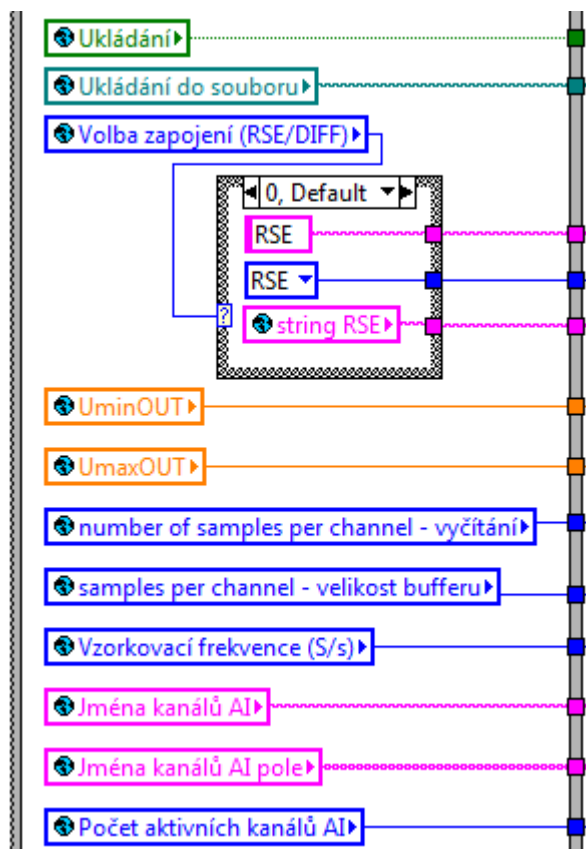 Ukládání
Ukládání do souboru
Volba zapojení (RSE/DIFF)
0, Default
RSE
RSE
?
string RSE
UminOUT
UmaxOUT
number of samples per channel - vyčítání
samples per channel - velikost bufferu
Vzorkovací frekvence (S/s)
Jména kanálů AI
Jména kanálů AI pole
Počet aktivních kanálů AI